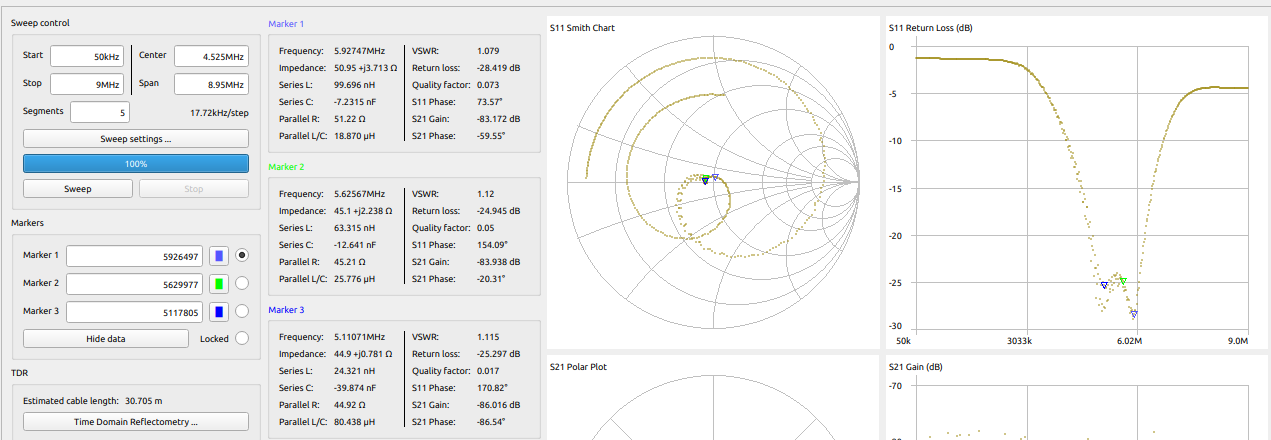 Sweep control
Start 50kHz Center 4.525MHz
Stop 9MHz Span 8.95MHz
Segments 5 17.72kHz/step
Sweep settings ...
100%
Sweep Stop
Markers
Marker 1 5926497
Marker 2 5629977
Marker 3 5117805
Hide data Locked
TDR
Estimated cable length: 30.705 m
Time Domain Reflectometry ...
Marker 1
Frequency: 5.92747MHz VSWR: 1.079
Impedance: 50.95 +j3.713 Ω Return loss: -28.419 dB
Series L: 99.696 nH Quality factor: 0.073
Series C: -7.2315 nF S11 Phase: 73.57°
Parallel R: 51.22 Ω S21 Gain: -83.172 dB
Parallel L/C: 18.870 µH S21 Phase: -59.55°
Marker 2
Frequency: 5.62567MHz VSWR: 1.12
Impedance: 45.1 +j2.238 Ω Return loss: -24.945 dB
Series L: 63.315 nH Quality factor: 0.05
Series C: -12.641 nF S11 Phase: 154.09°
Parallel R: 45.21 Ω S21 Gain: -83.938 dB
Parallel L/C: 25.776 µH S21 Phase: -20.31°
Marker 3
Frequency: 5.11071MHz VSWR: 1.115
Impedance: 44.9 +j0.781 Ω Return loss: -25.297 dB
Series L: 24.321 nH Quality factor: 0.017
Series C: -39.874 nF S11 Phase: 170.82°
Parallel R: 44.92 Ω S21 Gain: -86.016 dB
Parallel L/C: 80.438 µH S21 Phase: -86.54°
S11 Smith Chart
S21 Polar Plot
S11 Return Loss (dB)
0
-5
-10
-15
-20
-25
-30
50k 3033k 6.02M 9.0M
S21 Gain (dB)
-70